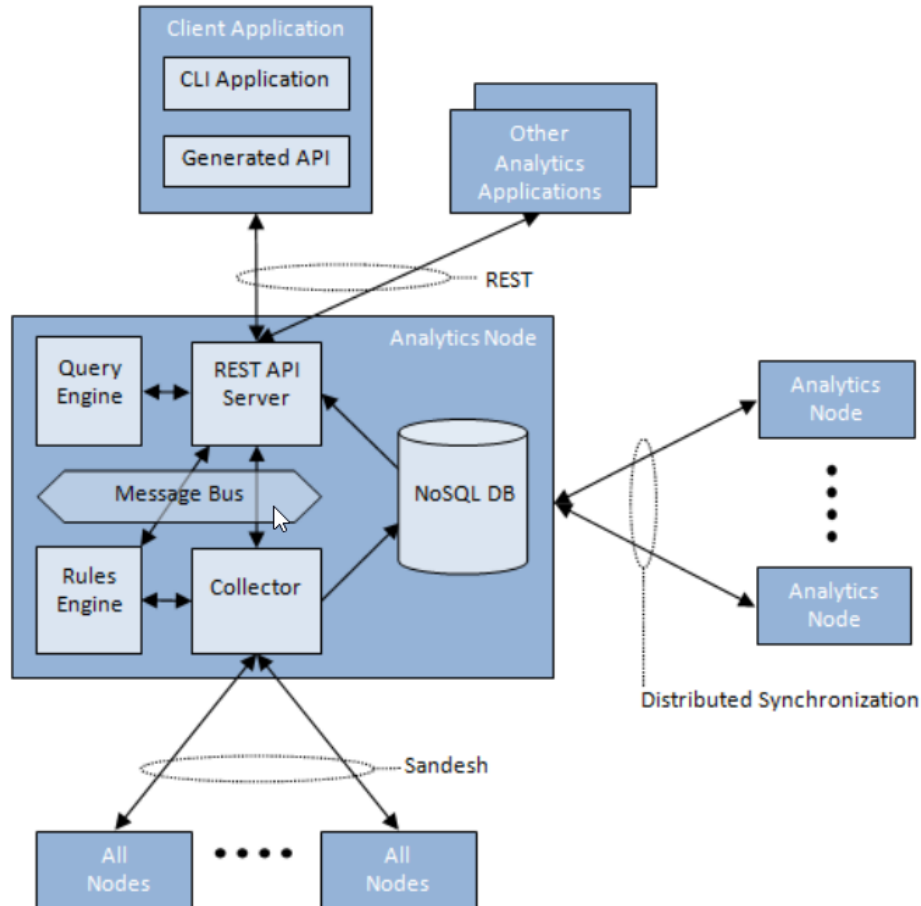 Client Application
CLI Application
Generated API
Other
Analytics
Applications
REST
Analytics Node
Query
Engine
REST API
Server
Message Bus
NoSQL DB
Rules
Engine
Collector
Analytics
Node
Analytics
Node
Distributed Synchronization
Sandesh
All
Nodes
All
Nodes